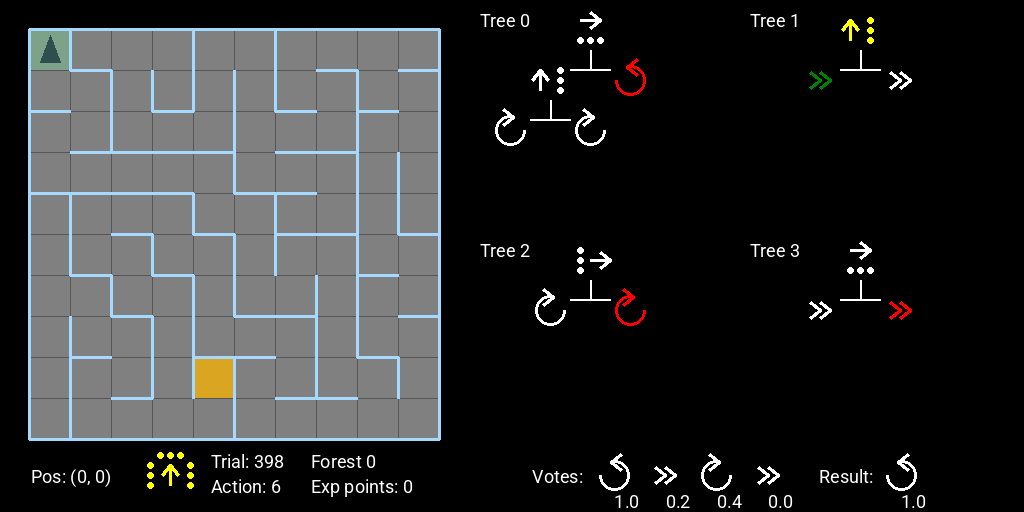 Tree 0
Tree 1
Tree 2
Tree 3
Pos: (0, 0)
Trial: 398
Forest 0
Action: 6
Exp points: 0
Votes:
1.0
0.2
0.4
0.0
Result:
1.0